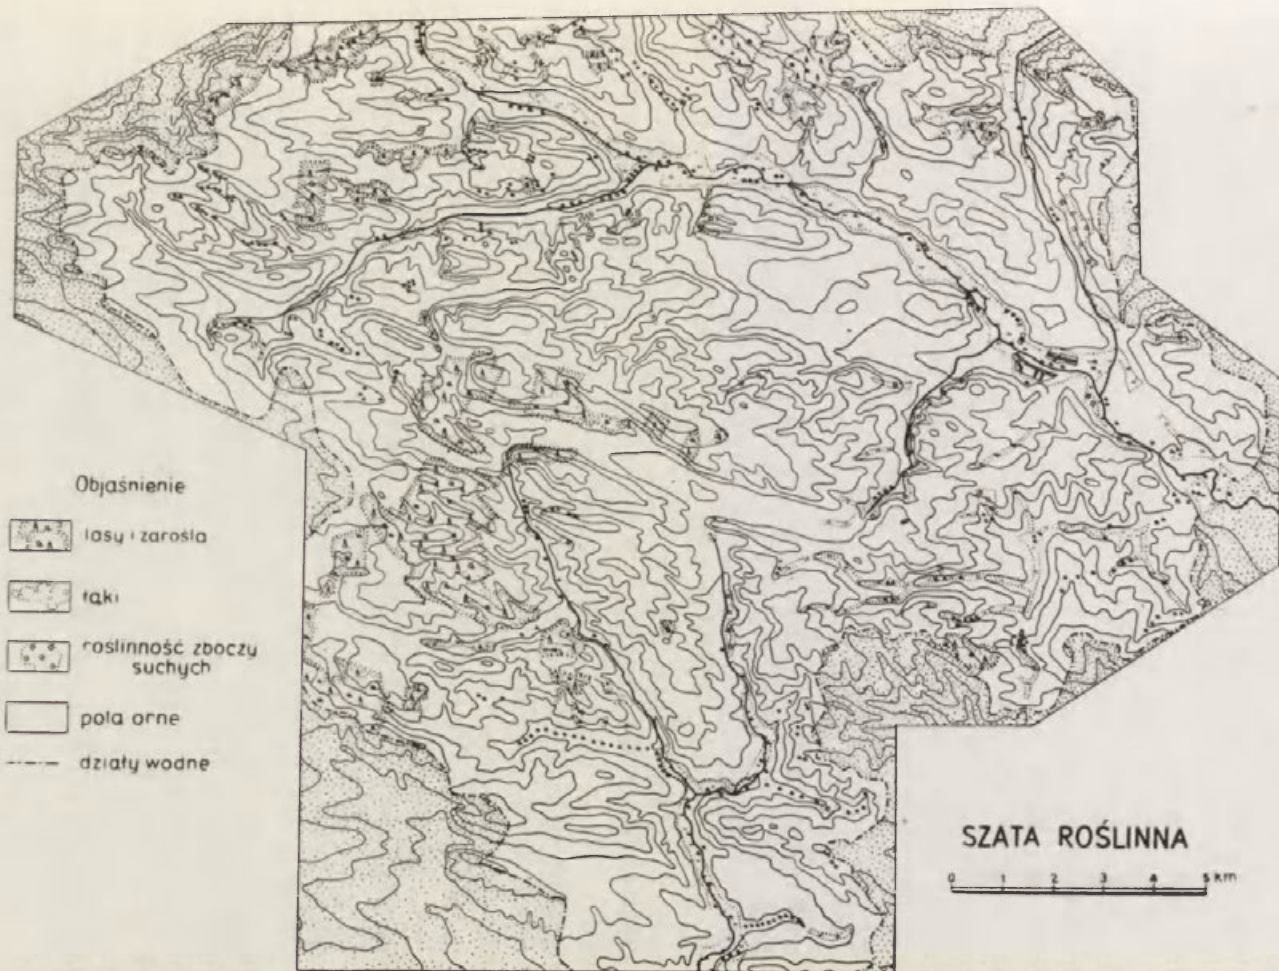 Objaśnienie
lasy i zarośla
łąki
roślinność zboczy
suchych
pola orne
działy wodne
SZATA ROŚLINNA
0 1 2 3 4 5 km